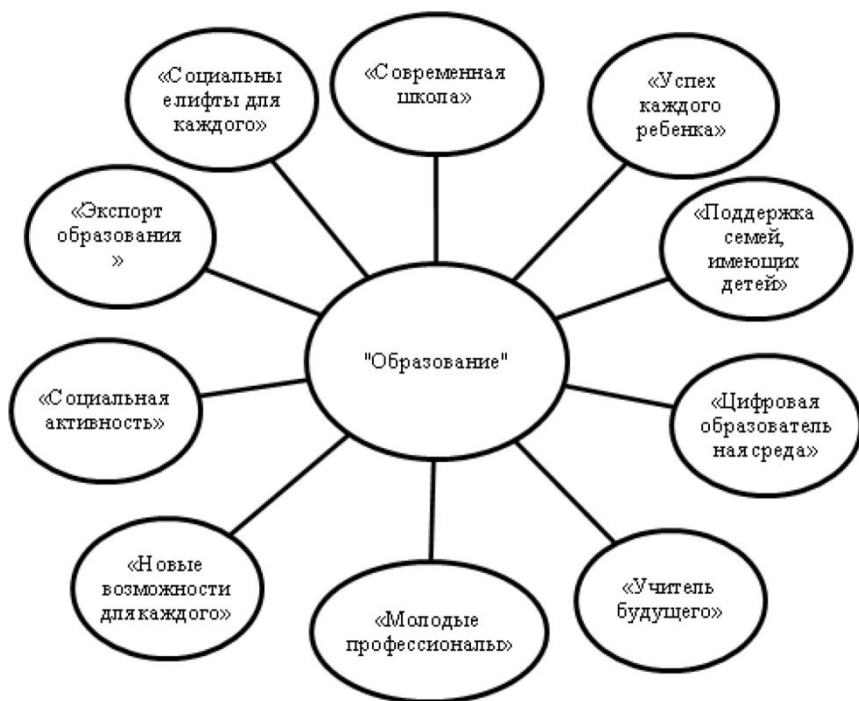 «Социальны
е лифты для
каждого»
«Современная
школа»
«Успех
каждого
ребенка»
«Экспорт
образования
»
«Поддержка
семей,
имеющих
детей»
"Образование"
«Социальная
активность»
«Цифровая
образователь
ная среда»
«Новые
возможности
для каждого»
«Молодые
профессионалы»
«Учитель
будущего»